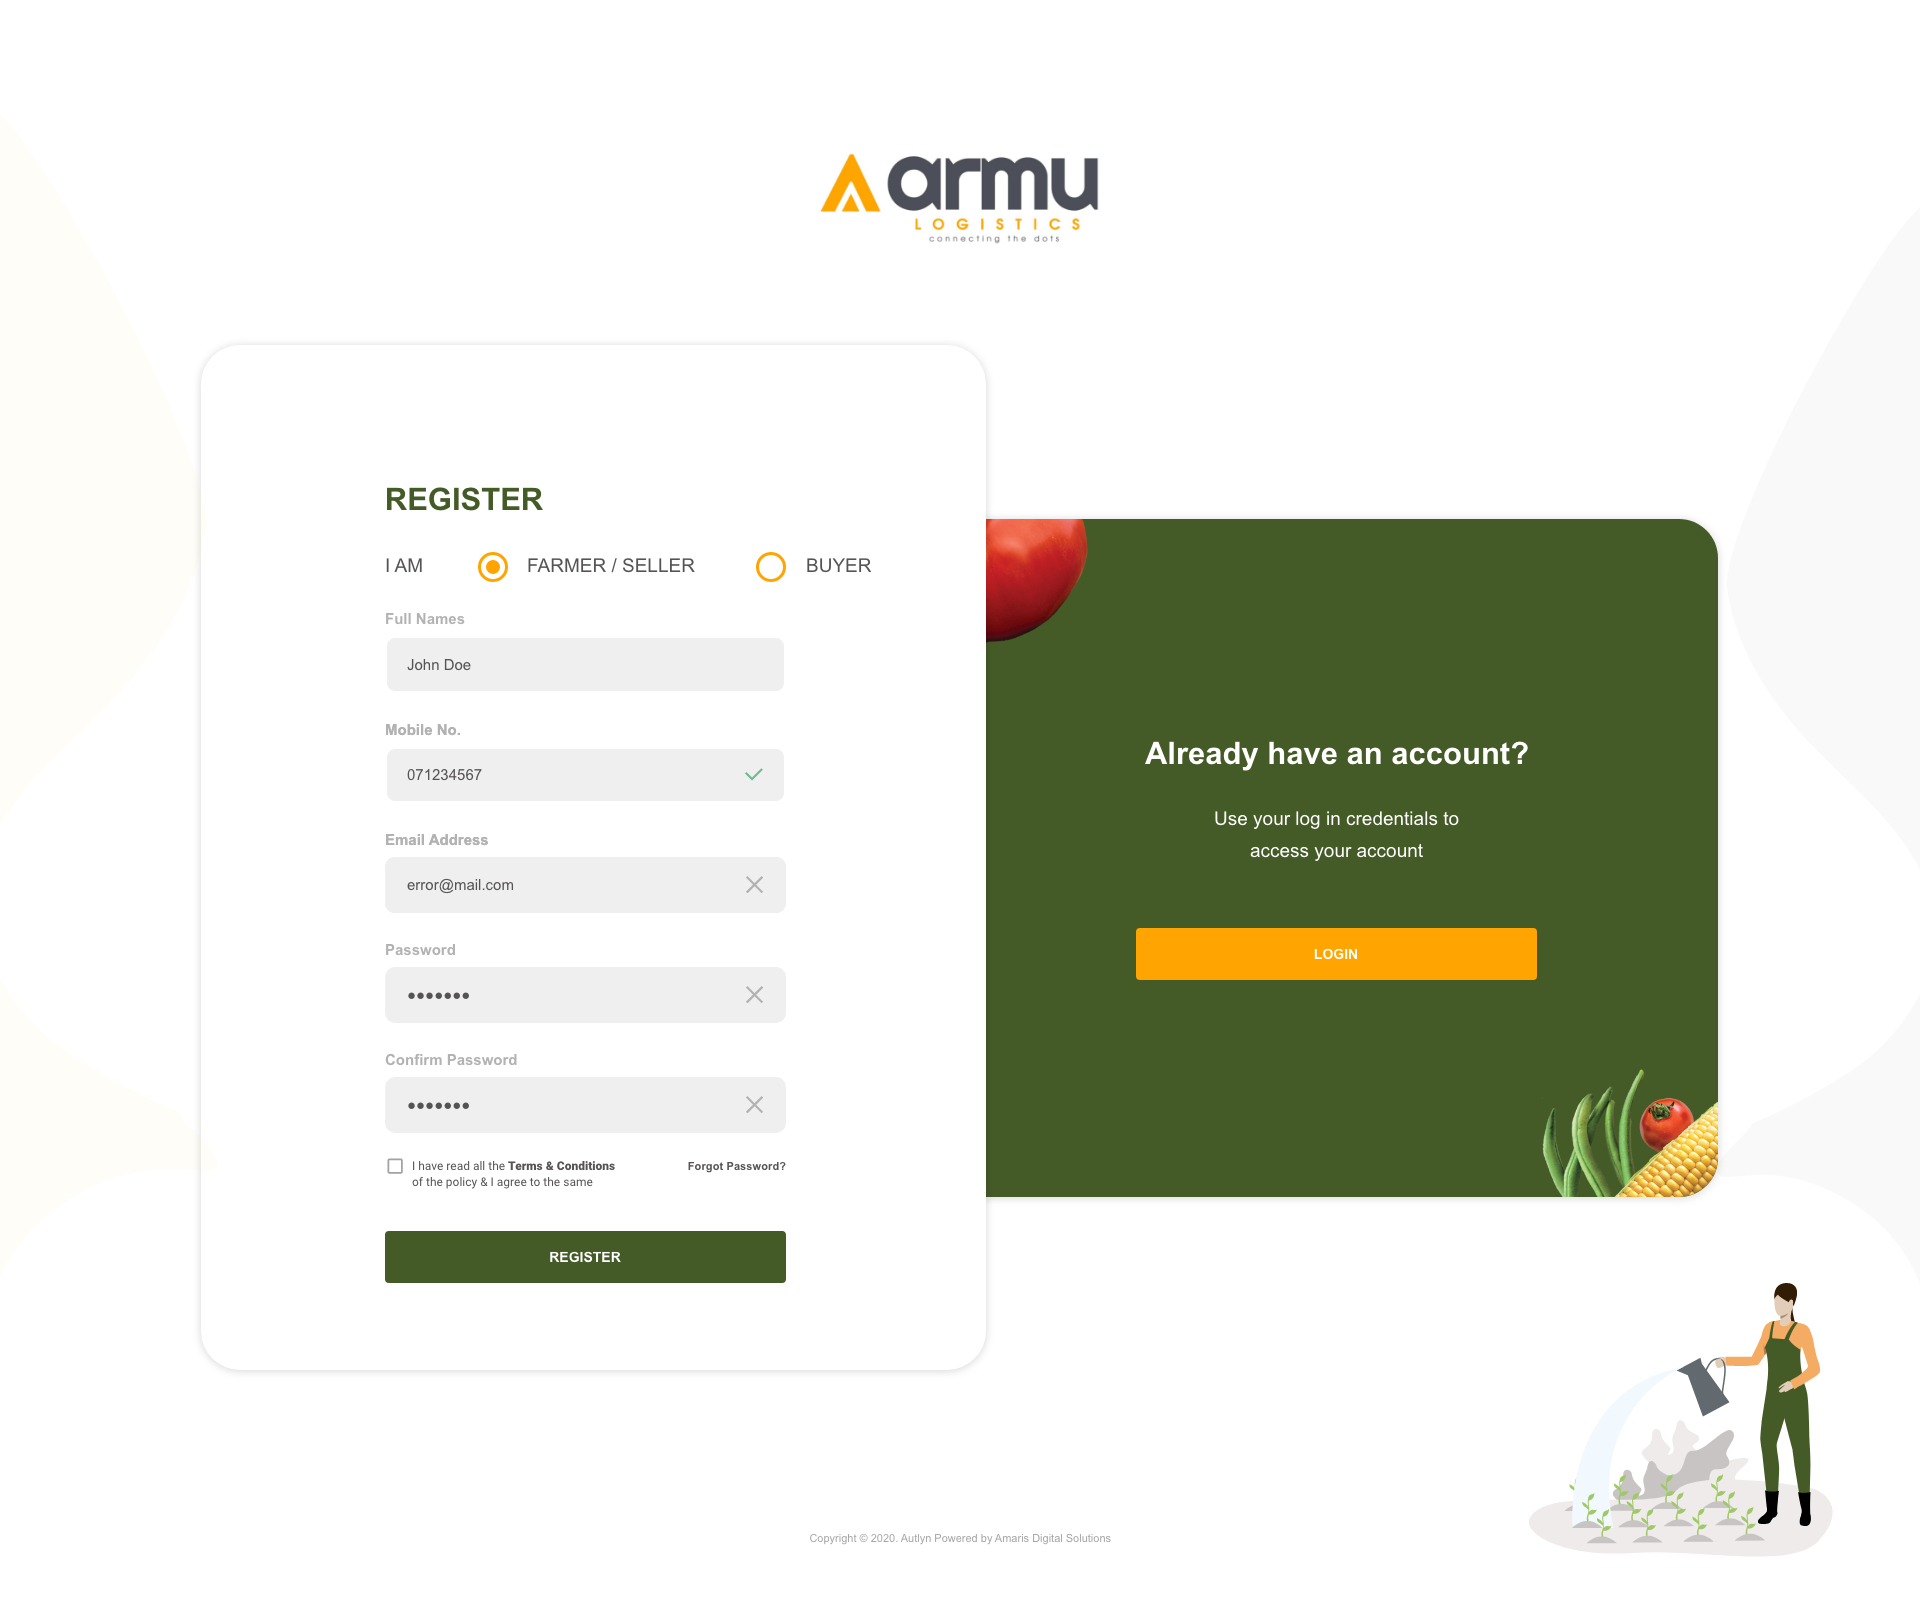 armu
LOGISTICS
connecting the dots
REGISTER
I AM
FARMER / SELLER
BUYER
Full Names
John Doe
Mobile No.
071234567
Email Address
error@mail.com
Password
•••••••
Confirm Password
•••••••
I have read all the Terms & Conditions
of the policy & I agree to the same
Forgot Password?
REGISTER
Already have an account?
Use your log in credentials to
access your account
LOGIN
Copyright © 2020. Autlyn Powered by Amaris Digital Solutions